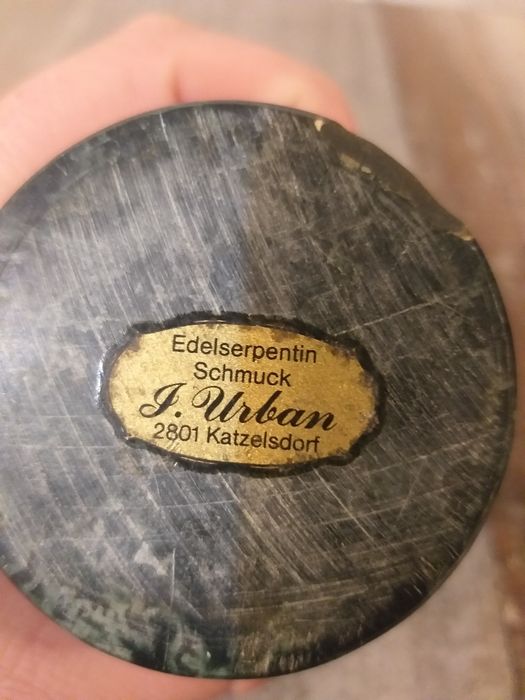 Edelserpentin
Schmuck
J. Urban
2801 Katzelsdorf